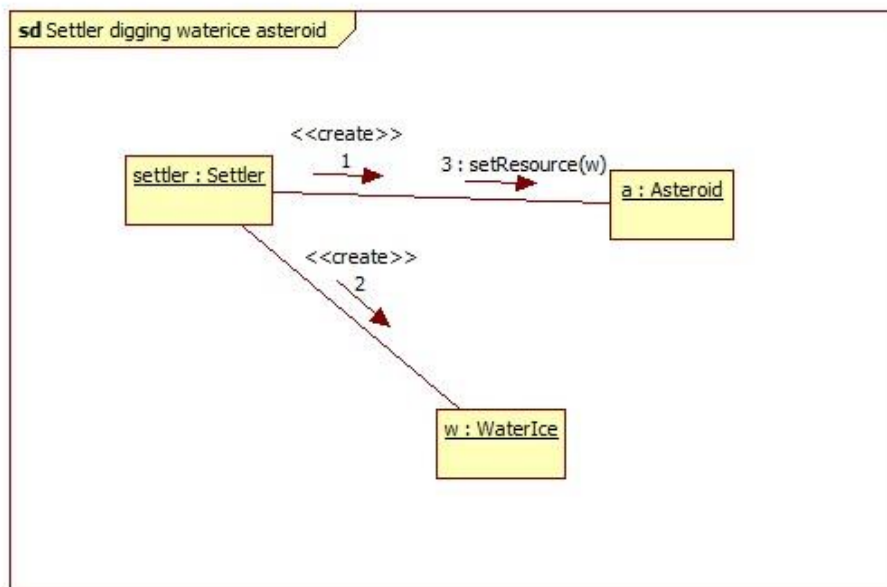 sd Settler digging waterice asteroid
<<create>>
1
3 : setResource(w)
settler : Settler
a : Asteroid
<<create>>
2
w : WaterIce